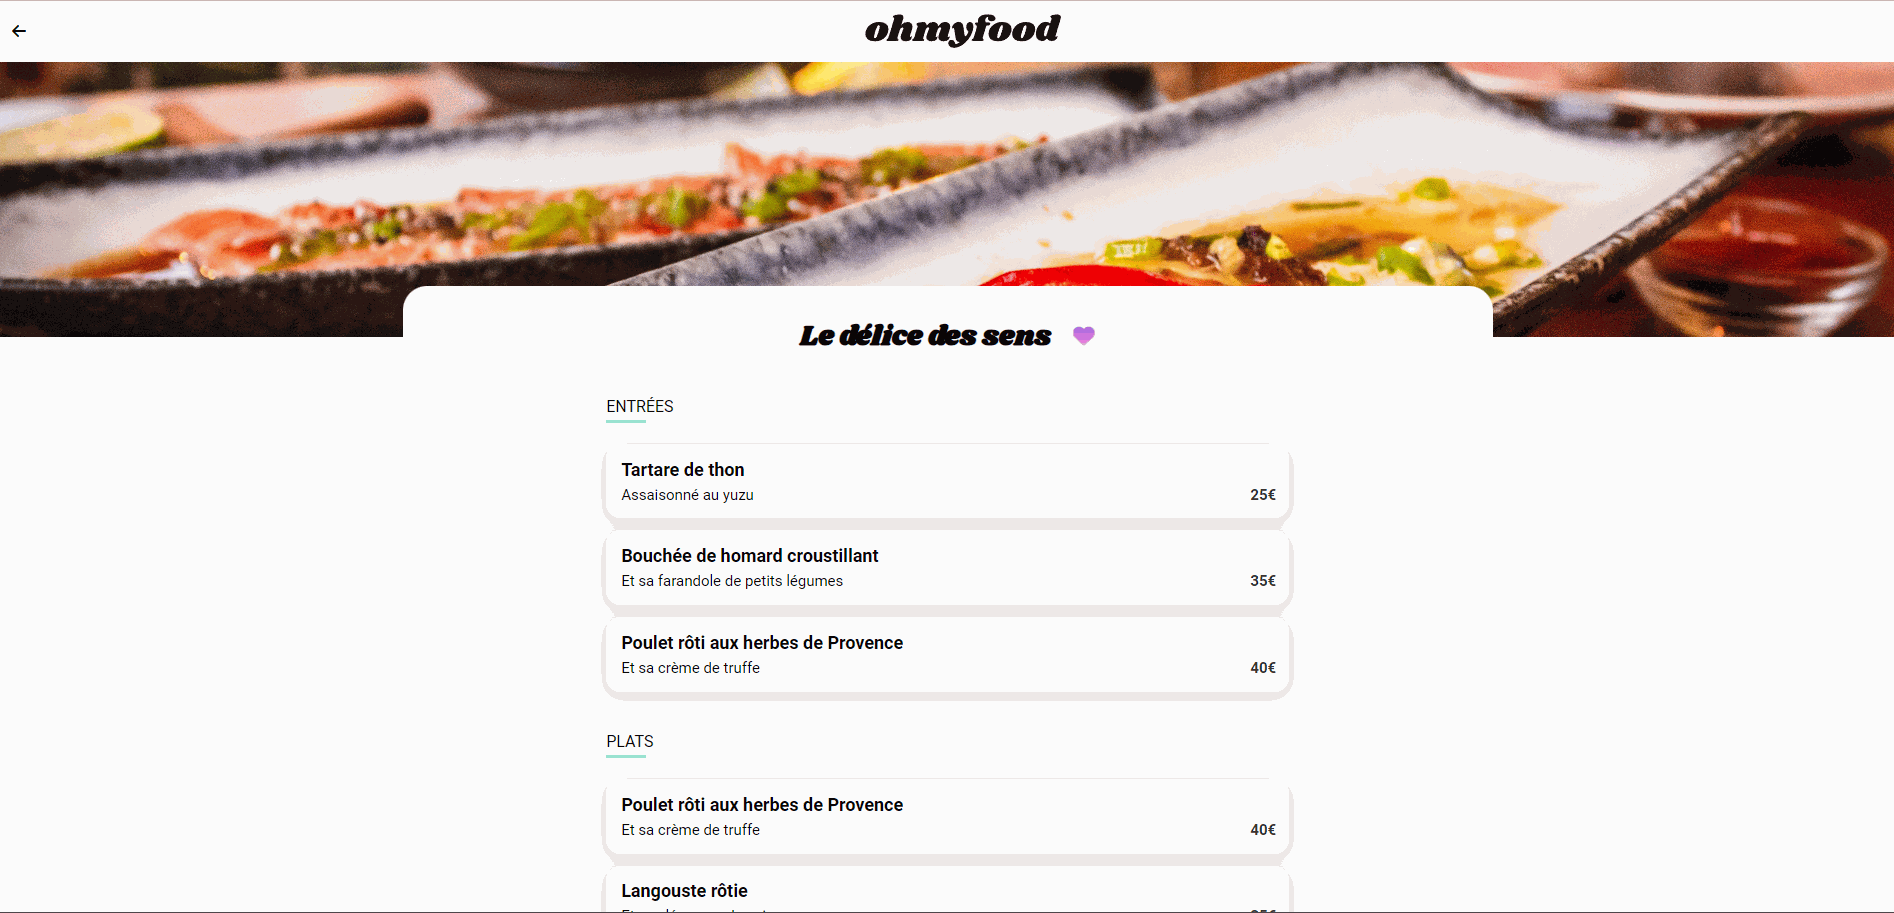 ohmyfood
Le délice des sens
ENTRÉES
Tartare de thon
Assaisonné au yuzu
25€
Bouchée de homard croustillant
Et sa farandole de petits légumes
35€
Poulet rôti aux herbes de Provence
Et sa crème de truffe
40€
PLATS
Poulet rôti aux herbes de Provence
Et sa crème de truffe
40€
Langouste rôtie